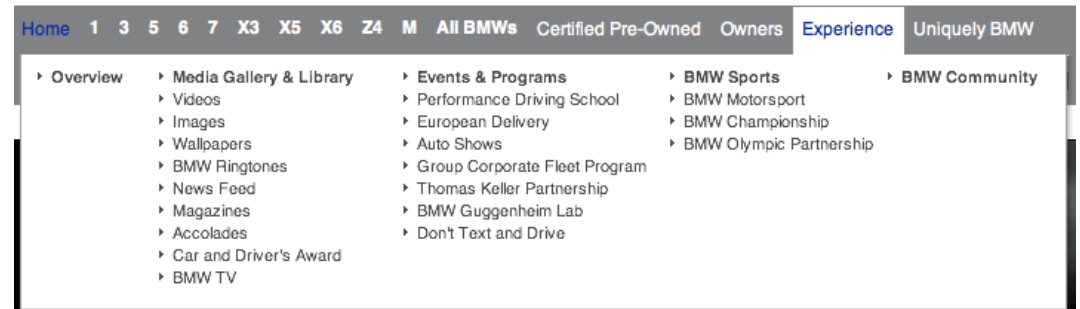 Home 1 3 5 6 7 X3 X5 X6 Z4 M All BMWs Certified Pre-Owned Owners Experience Uniquely BMW
Overview
Media Gallery & Library
Videos
Images
Wallpapers
BMW Ringtones
News Feed
Magazines
Accolades
Car and Driver's Award
BMW TV
Events & Programs
Performance Driving School
European Delivery
Auto Shows
Group Corporate Fleet Program
Thomas Keller Partnership
BMW Guggenheim Lab
Don't Text and Drive
BMW Sports
BMW Motorsport
BMW Championship
BMW Olympic Partnership
BMW Community